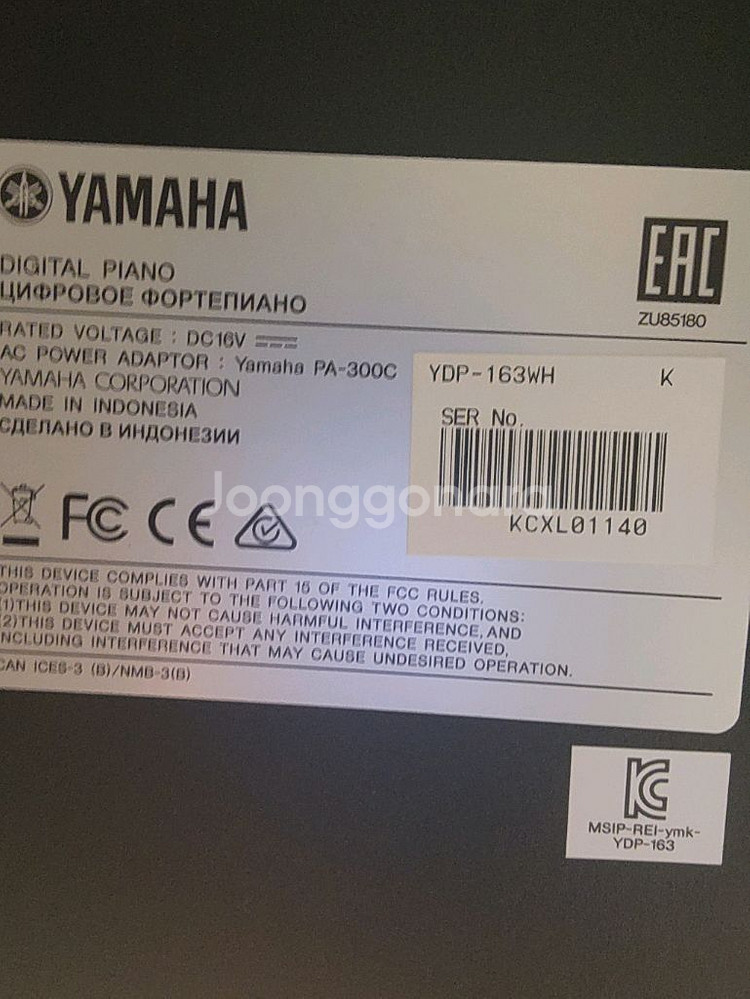 YAMAHA
DIGITAL PIANO
ЦИФРОВОЕ ФОРТЕПИАНО
EAC
ZU85180
RATED VOLTAGE : DC16V
AC POWER ADAPTOR : Yamaha PA-300C
YAMAHA CORPORATION
MADE IN INDONESIA
СДЕЛАНО В ИНДОНЕЗИИ
YDP-163WH K
SER No.
KCXL01140
Joonggonara
FC CE
THIS DEVICE COMPLIES WITH PART 15 OF THE FCC RULES.
OPERATION IS SUBJECT TO THE FOLLOWING TWO CONDITIONS:
(1)THIS DEVICE MAY NOT CAUSE HARMFUL INTERFERENCE, AND
(2)THIS DEVICE MUST ACCEPT ANY INTERFERENCE RECEIVED,
INCLUDING INTERFERENCE THAT MAY CAUSE UNDESIRED OPERATION.
CAN ICES-3 (B)/NMB-3(B)
KC
MSIP-REI-ymk-
YDP-163